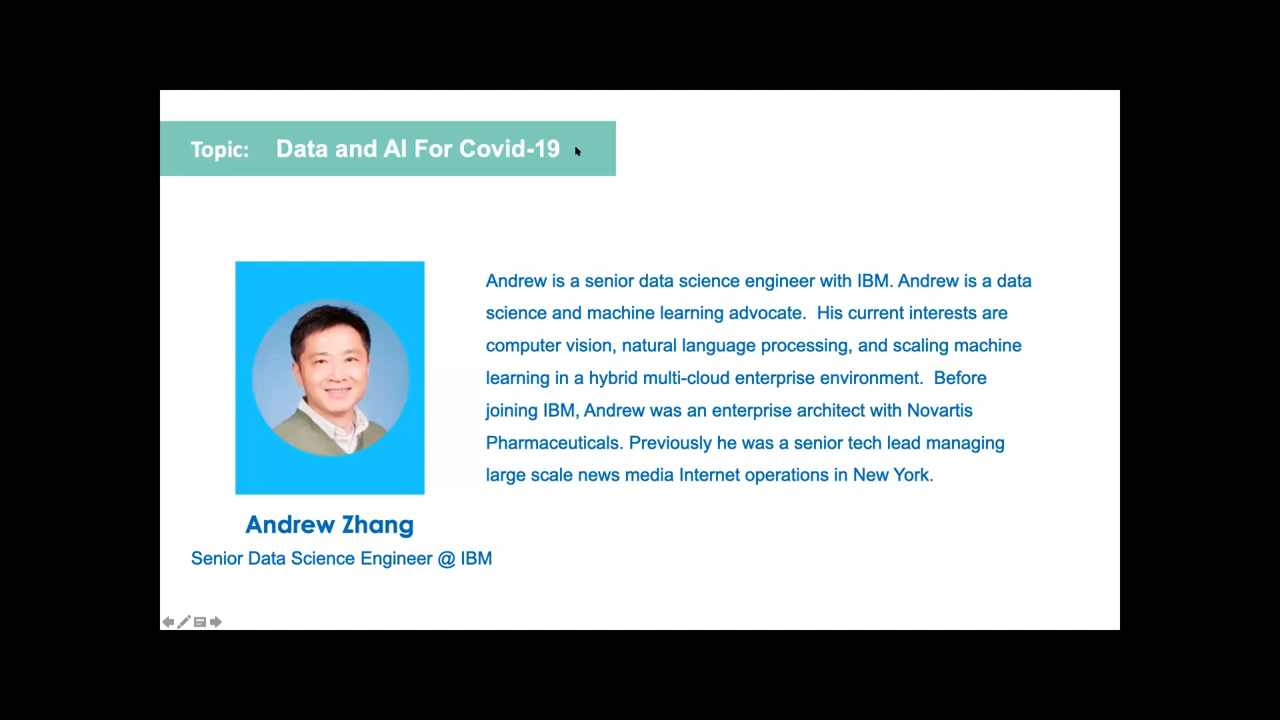 Topic: Data and AI For Covid-19
Andrew is a senior data science engineer with IBM. Andrew is a data
science and machine learning advocate.  His current interests are
computer vision, natural language processing, and scaling machine
learning in a hybrid multi-cloud enterprise environment.  Before
joining IBM, Andrew was an enterprise architect with Novartis
Pharmaceuticals. Previously he was a senior tech lead managing
large scale news media Internet operations in New York.
Andrew Zhang
Senior Data Science Engineer @ IBM